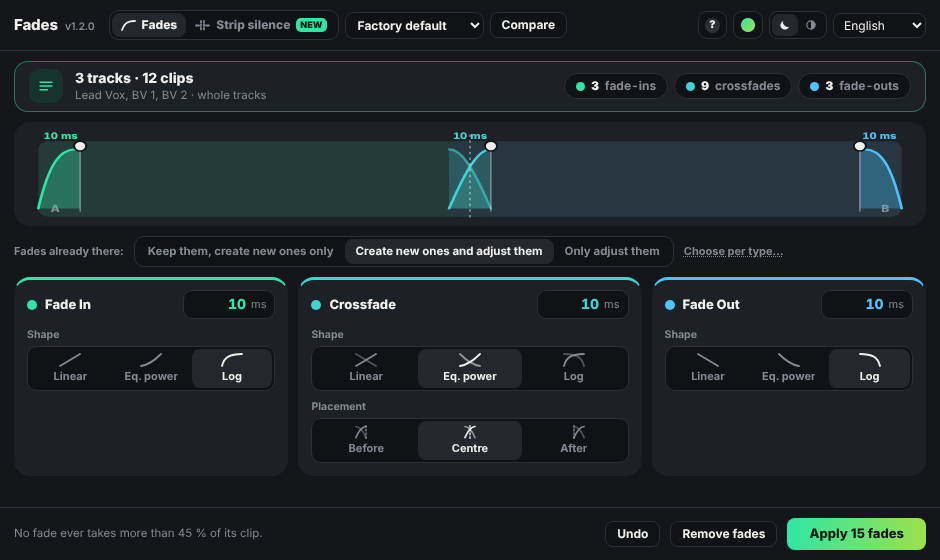 Fades v1.2.0 Fades Strip silence NEW Factory default Compare ? English
3 tracks · 12 clips
Lead Vox, BV 1, BV 2 · whole tracks
3 fade-ins 9 crossfades 3 fade-outs
10 ms 10 ms 10 ms
A B
Fades already there: Keep them, create new ones only Create new ones and adjust them Only adjust them Choose per type...
Fade In 10 ms Crossfade 10 ms Fade Out 10 ms
Shape Shape Shape
Linear Eq. power Log Linear Eq. power Log Linear Eq. power Log
Placement
Before Centre After
No fade ever takes more than 45 % of its clip. Undo Remove fades Apply 15 fades